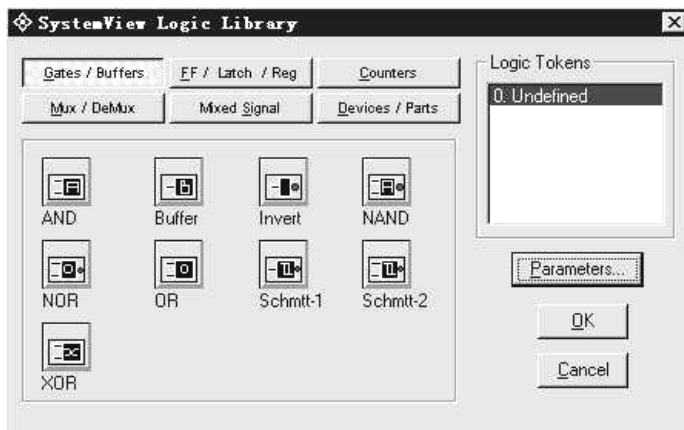 SystemView Logic Library
Gates / Buffers
FF / Latch / Reg
Counters
Mux / DeMux
Mixed Signal
Devices / Parts
AND
Buffer
Invert
NAND
NOR
OR
Schmtt-1
Schmtt-2
XOR
Logic Tokens
0. Undefined
Parameters...
OK
Cancel